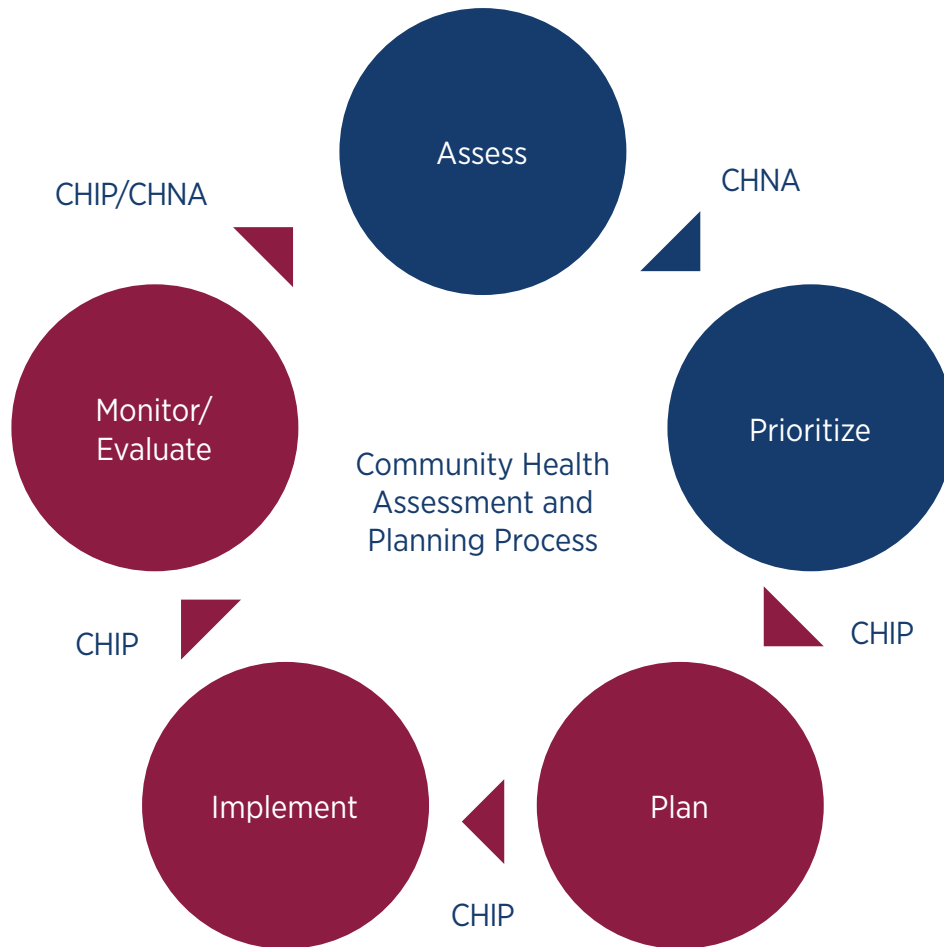 Assess
CHIP/CHNA
CHNA
Monitor/
Evaluate
Prioritize
Community Health
Assessment and
Planning Process
CHIP
CHIP
Implement
Plan
CHIP